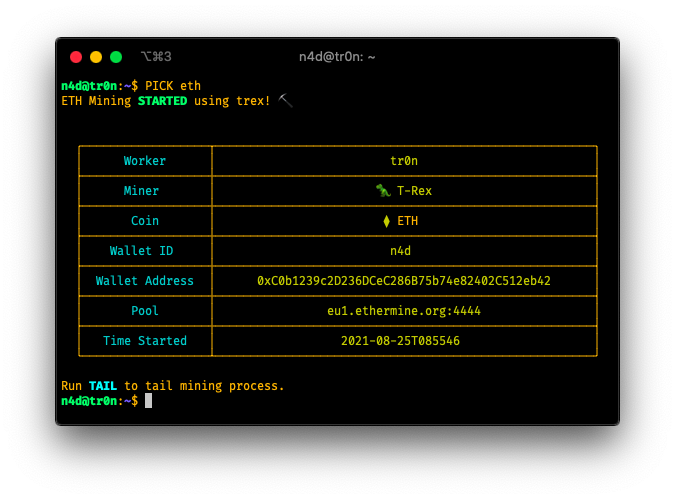 ⌥⌘3 n4d@tr0n: ~
n4d@tr0n:~$ PICK eth
ETH Mining STARTED using trex! ⛏
Worker tr0n
Miner 🦖 T-Rex
Coin ⧫ ETH
Wallet ID n4d
Wallet Address 0xC0b1239c2D236DCeC286B75b74e82402C512eb42
Pool eu1.ethermine.org:4444
Time Started 2021-08-25T085546
Run TAIL to tail mining process.
n4d@tr0n:~$